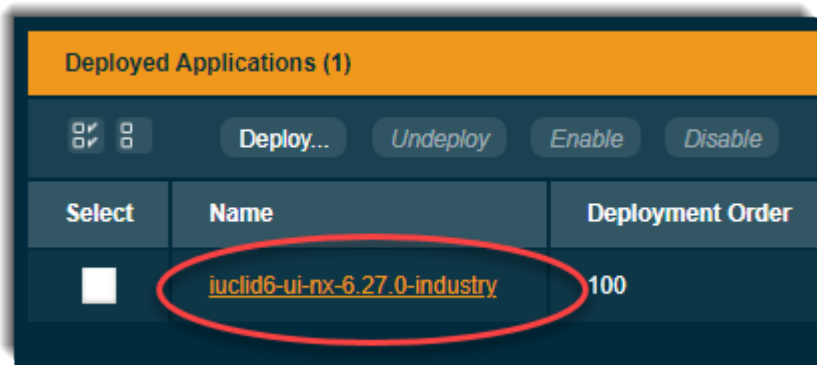 Deployed Applications (1)
Deploy... Undeploy Enable Disable
Select Name Deployment Order
iuclid6-ui-nx-6.27.0-industry 100